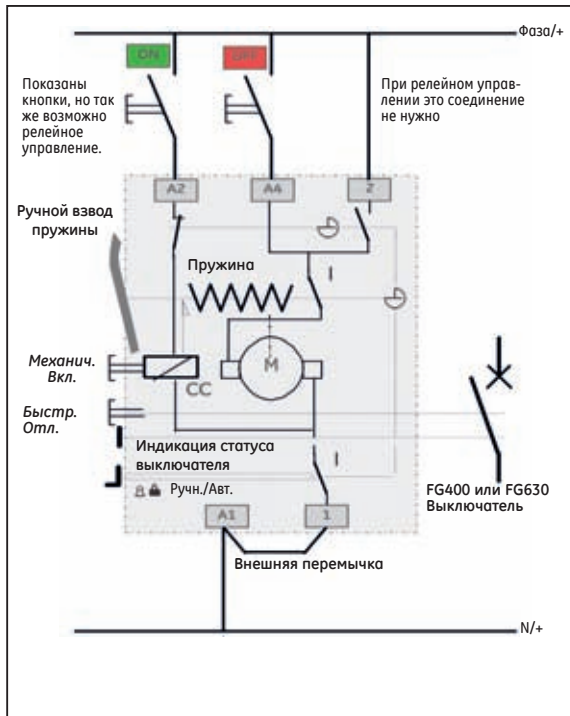 Фаза/+
ON
OFF
Показаны
кнопки, но так
же возможно
релейное
управление.
При релейном управ-
лении это соединение
не нужно
A2
A4
2
Ручной взвод
пружины
Пружина
I
M
Механич.
Вкл.
CC
Быстр.
Отл.
Индикация статуса
выключателя
I
Ручн./Авт.
FG400 или FG630
Выключатель
A1
1
Внешняя перемычка
N/+